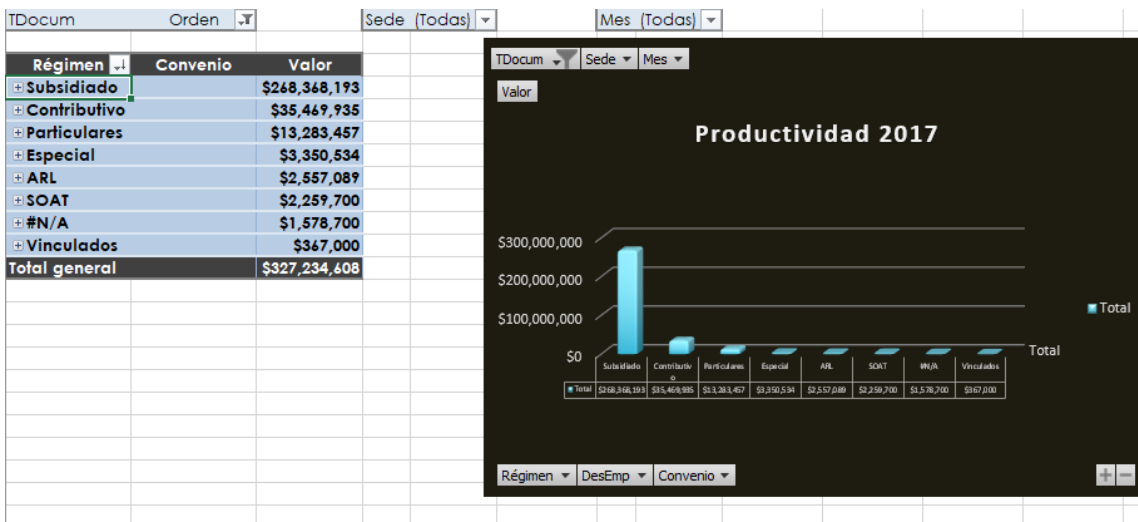 TDocum Orden Sede (Todas) Mes (Todas)
Régimen Convenio Valor
Subsidiado $268,368,193
Contributivo $35,469,935
Particulares $13,283,457
Especial $3,350,534
ARL $2,557,089
SOAT $2,259,700
#N/A $1,578,700
Vinculados $367,000
Total general $327,234,608
TDocum Sede Mes
Valor
Productividad 2017
$300,000,000
$200,000,000
$100,000,000
$0
Total
Total
Subsidiado Contributiv Particulares Especial ARL SOAT #N/A Vinculados
o
Total $268,368,193 $35,469,935 $13,283,457 $3,350,534 $2,557,089 $2,259,700 $1,578,700 $367,000
Régimen DesEmp Convenio